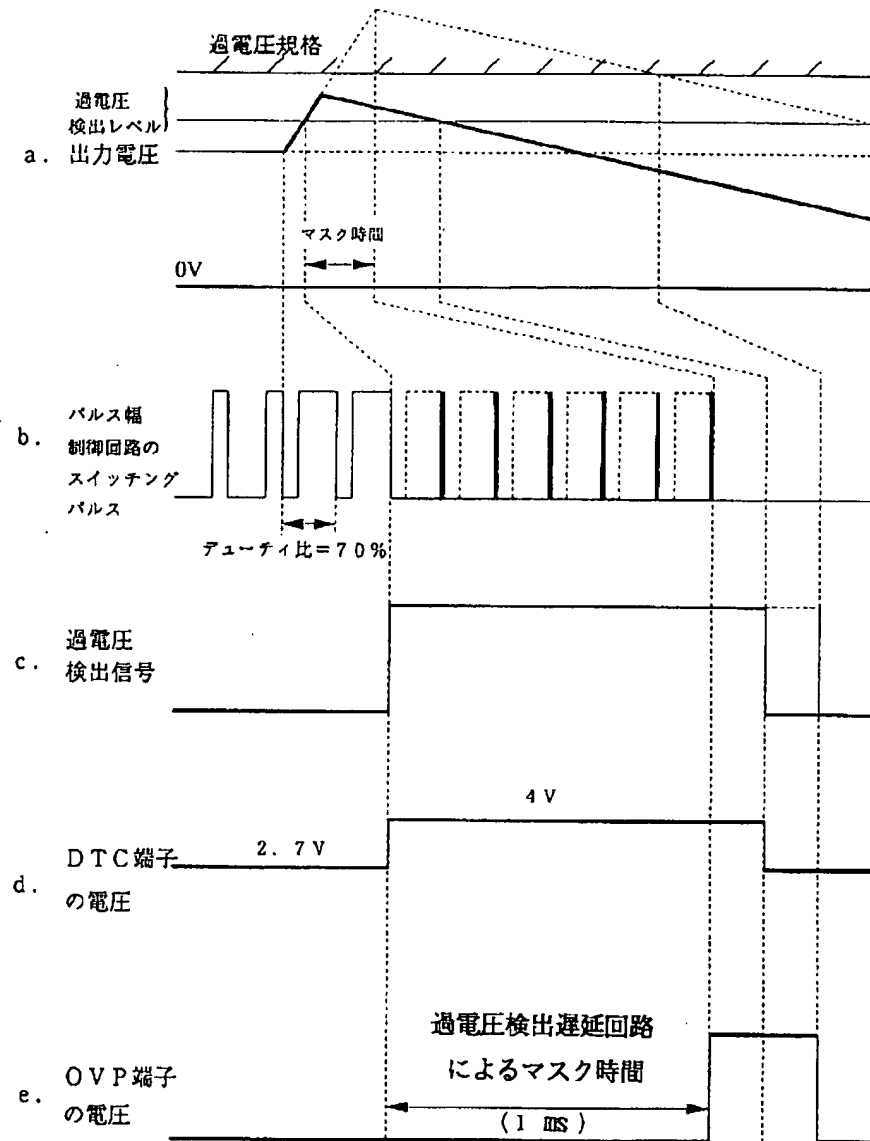 過電圧規格
過電圧
検出レベル
a. 出力電圧
マスク時間
0V
b. パルス幅
制御回路の
スイッチング
パルス
デューティ比=70%
c. 過電圧
検出信号
4V
2.7V
d. DTC端子
の電圧
過電圧検出遅延回路
によるマスク時間
(1 ms)
e. OVP端子
の電圧